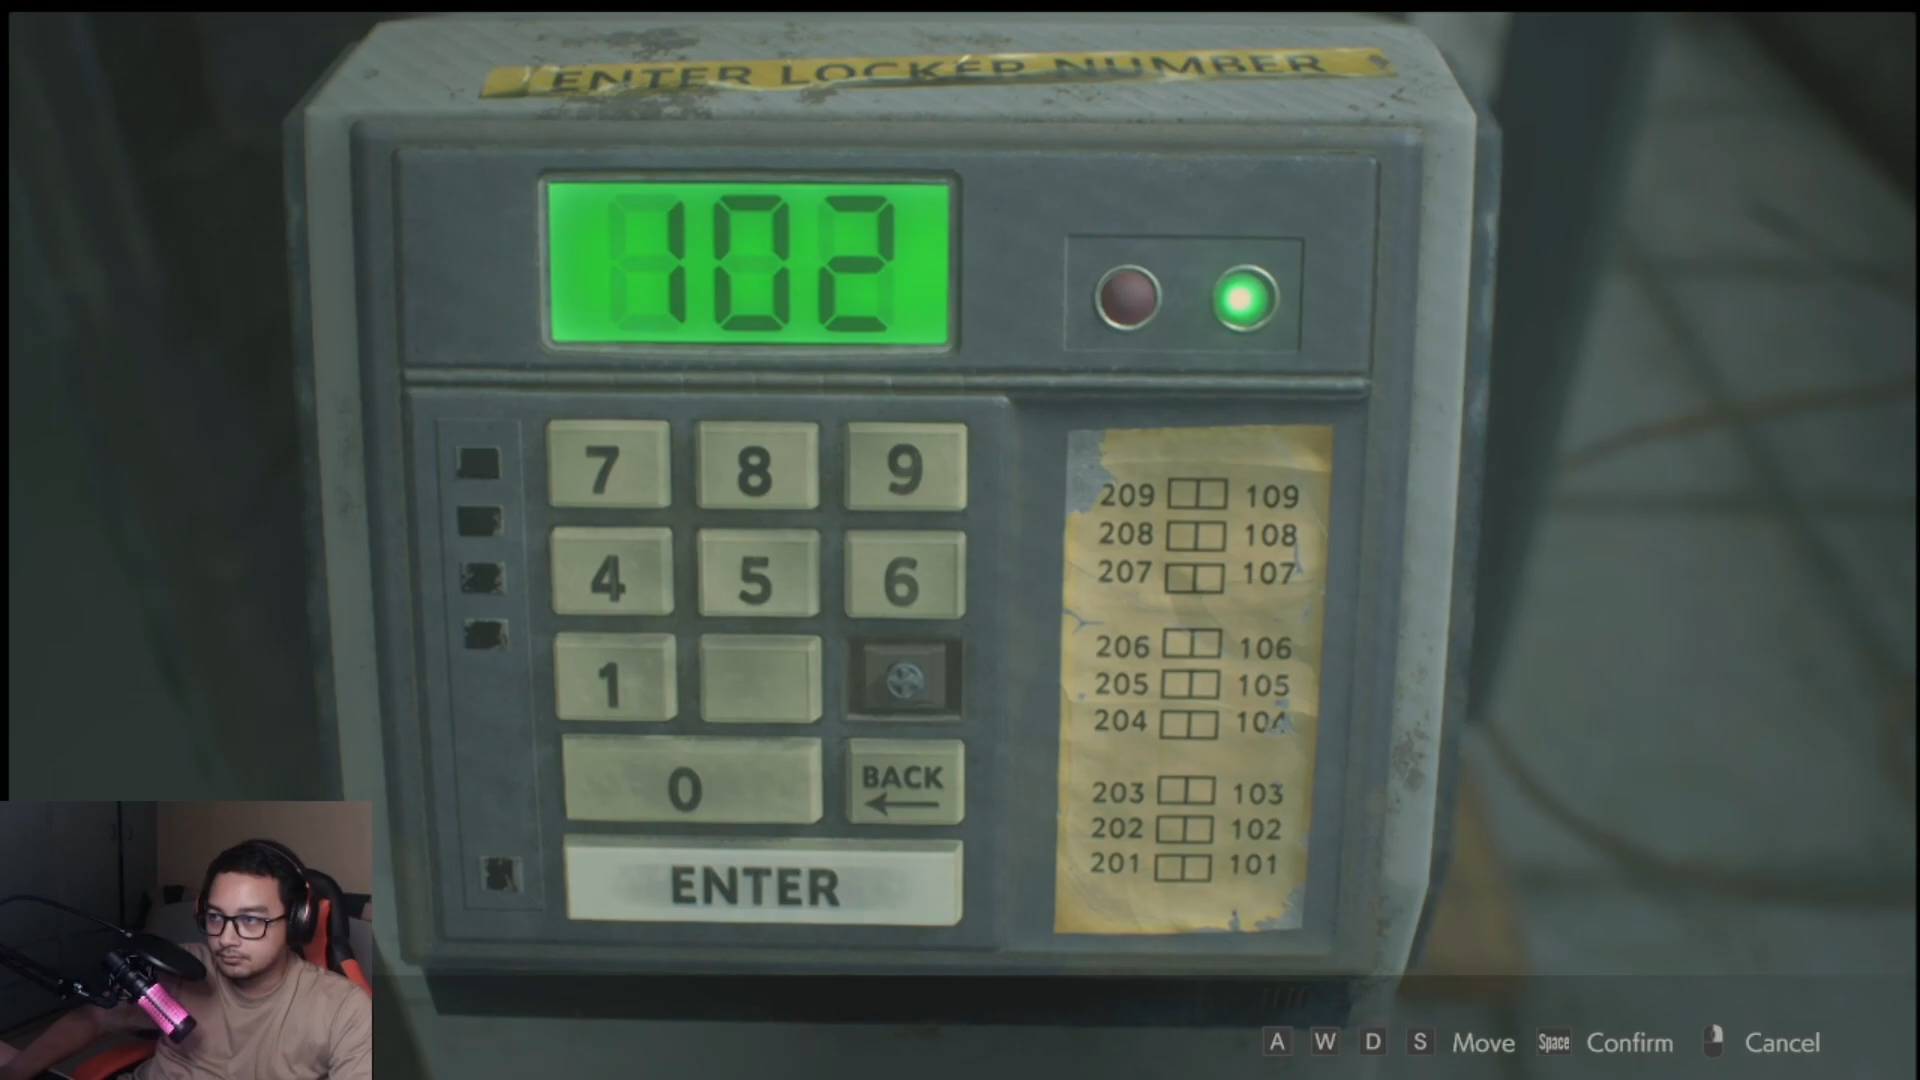 ENTER LOCKER NUMBER
102
7 8 9
4 5 6
1
0 BACK
ENTER
209 109
208 108
207 107
206 106
205 105
204 104
203 103
202 102
201 101
A W D S Move Space Confirm Cancel